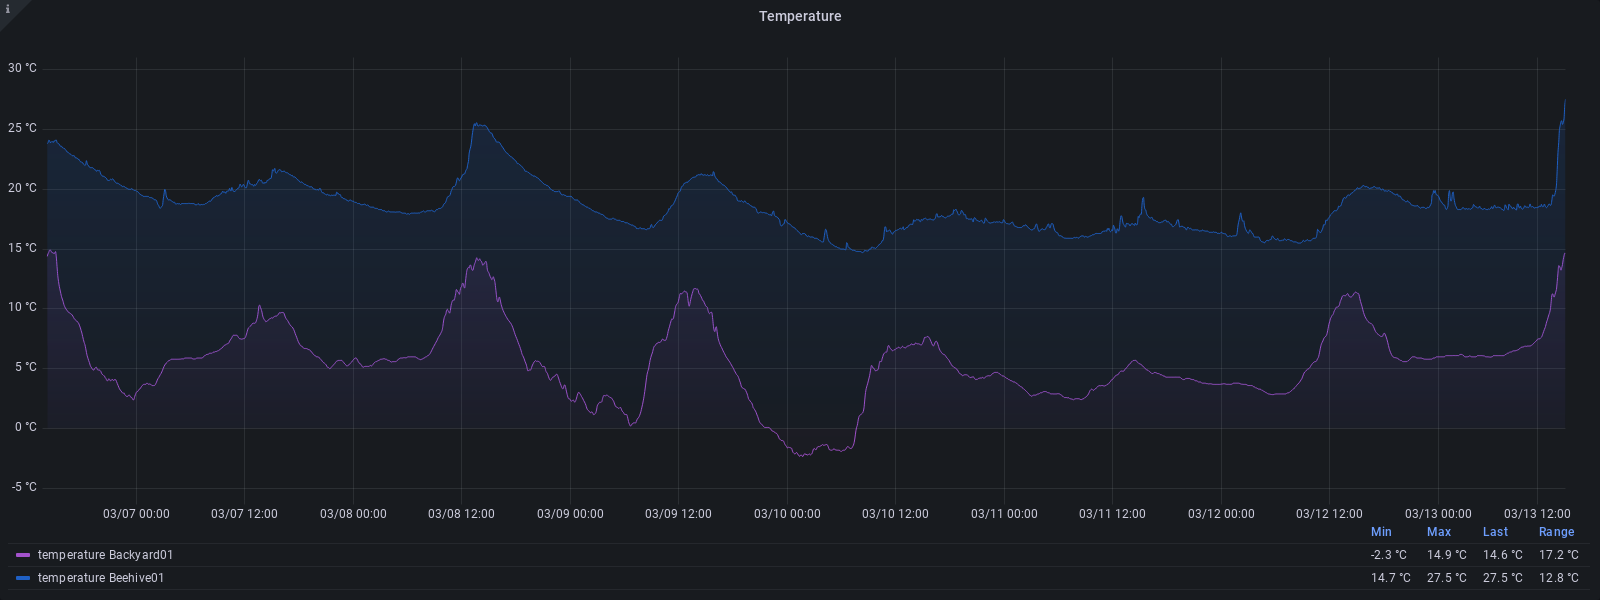 i
Temperature
30 °C
25 °C
20 °C
15 °C
10 °C
5 °C
0 °C
-5 °C
03/07 00:00 03/07 12:00 03/08 00:00 03/08 12:00 03/09 00:00 03/09 12:00 03/10 00:00 03/10 12:00 03/11 00:00 03/11 12:00 03/12 00:00 03/12 12:00 03/13 00:00 03/13 12:00
Min Max Last Range
temperature Backyard01 -2.3 °C 14.9 °C 14.6 °C 17.2 °C
temperature Beehive01 14.7 °C 27.5 °C 27.5 °C 12.8 °C